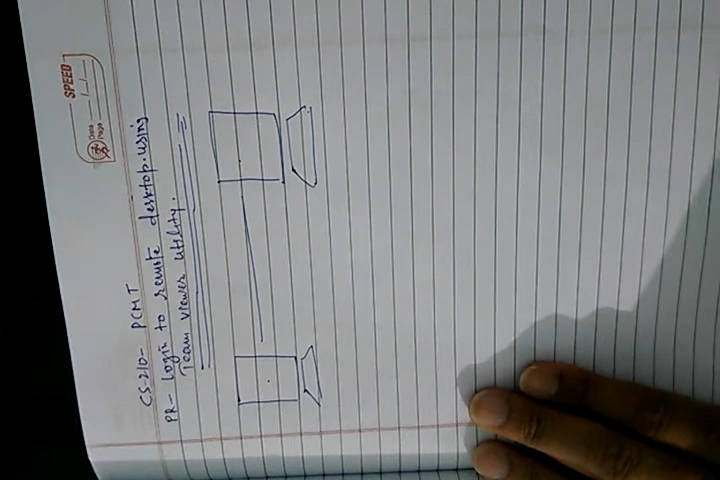 SPEED
Date
Page
CS-210- PCMT
PR- Login to remote desktop.using
Team viewer utility.